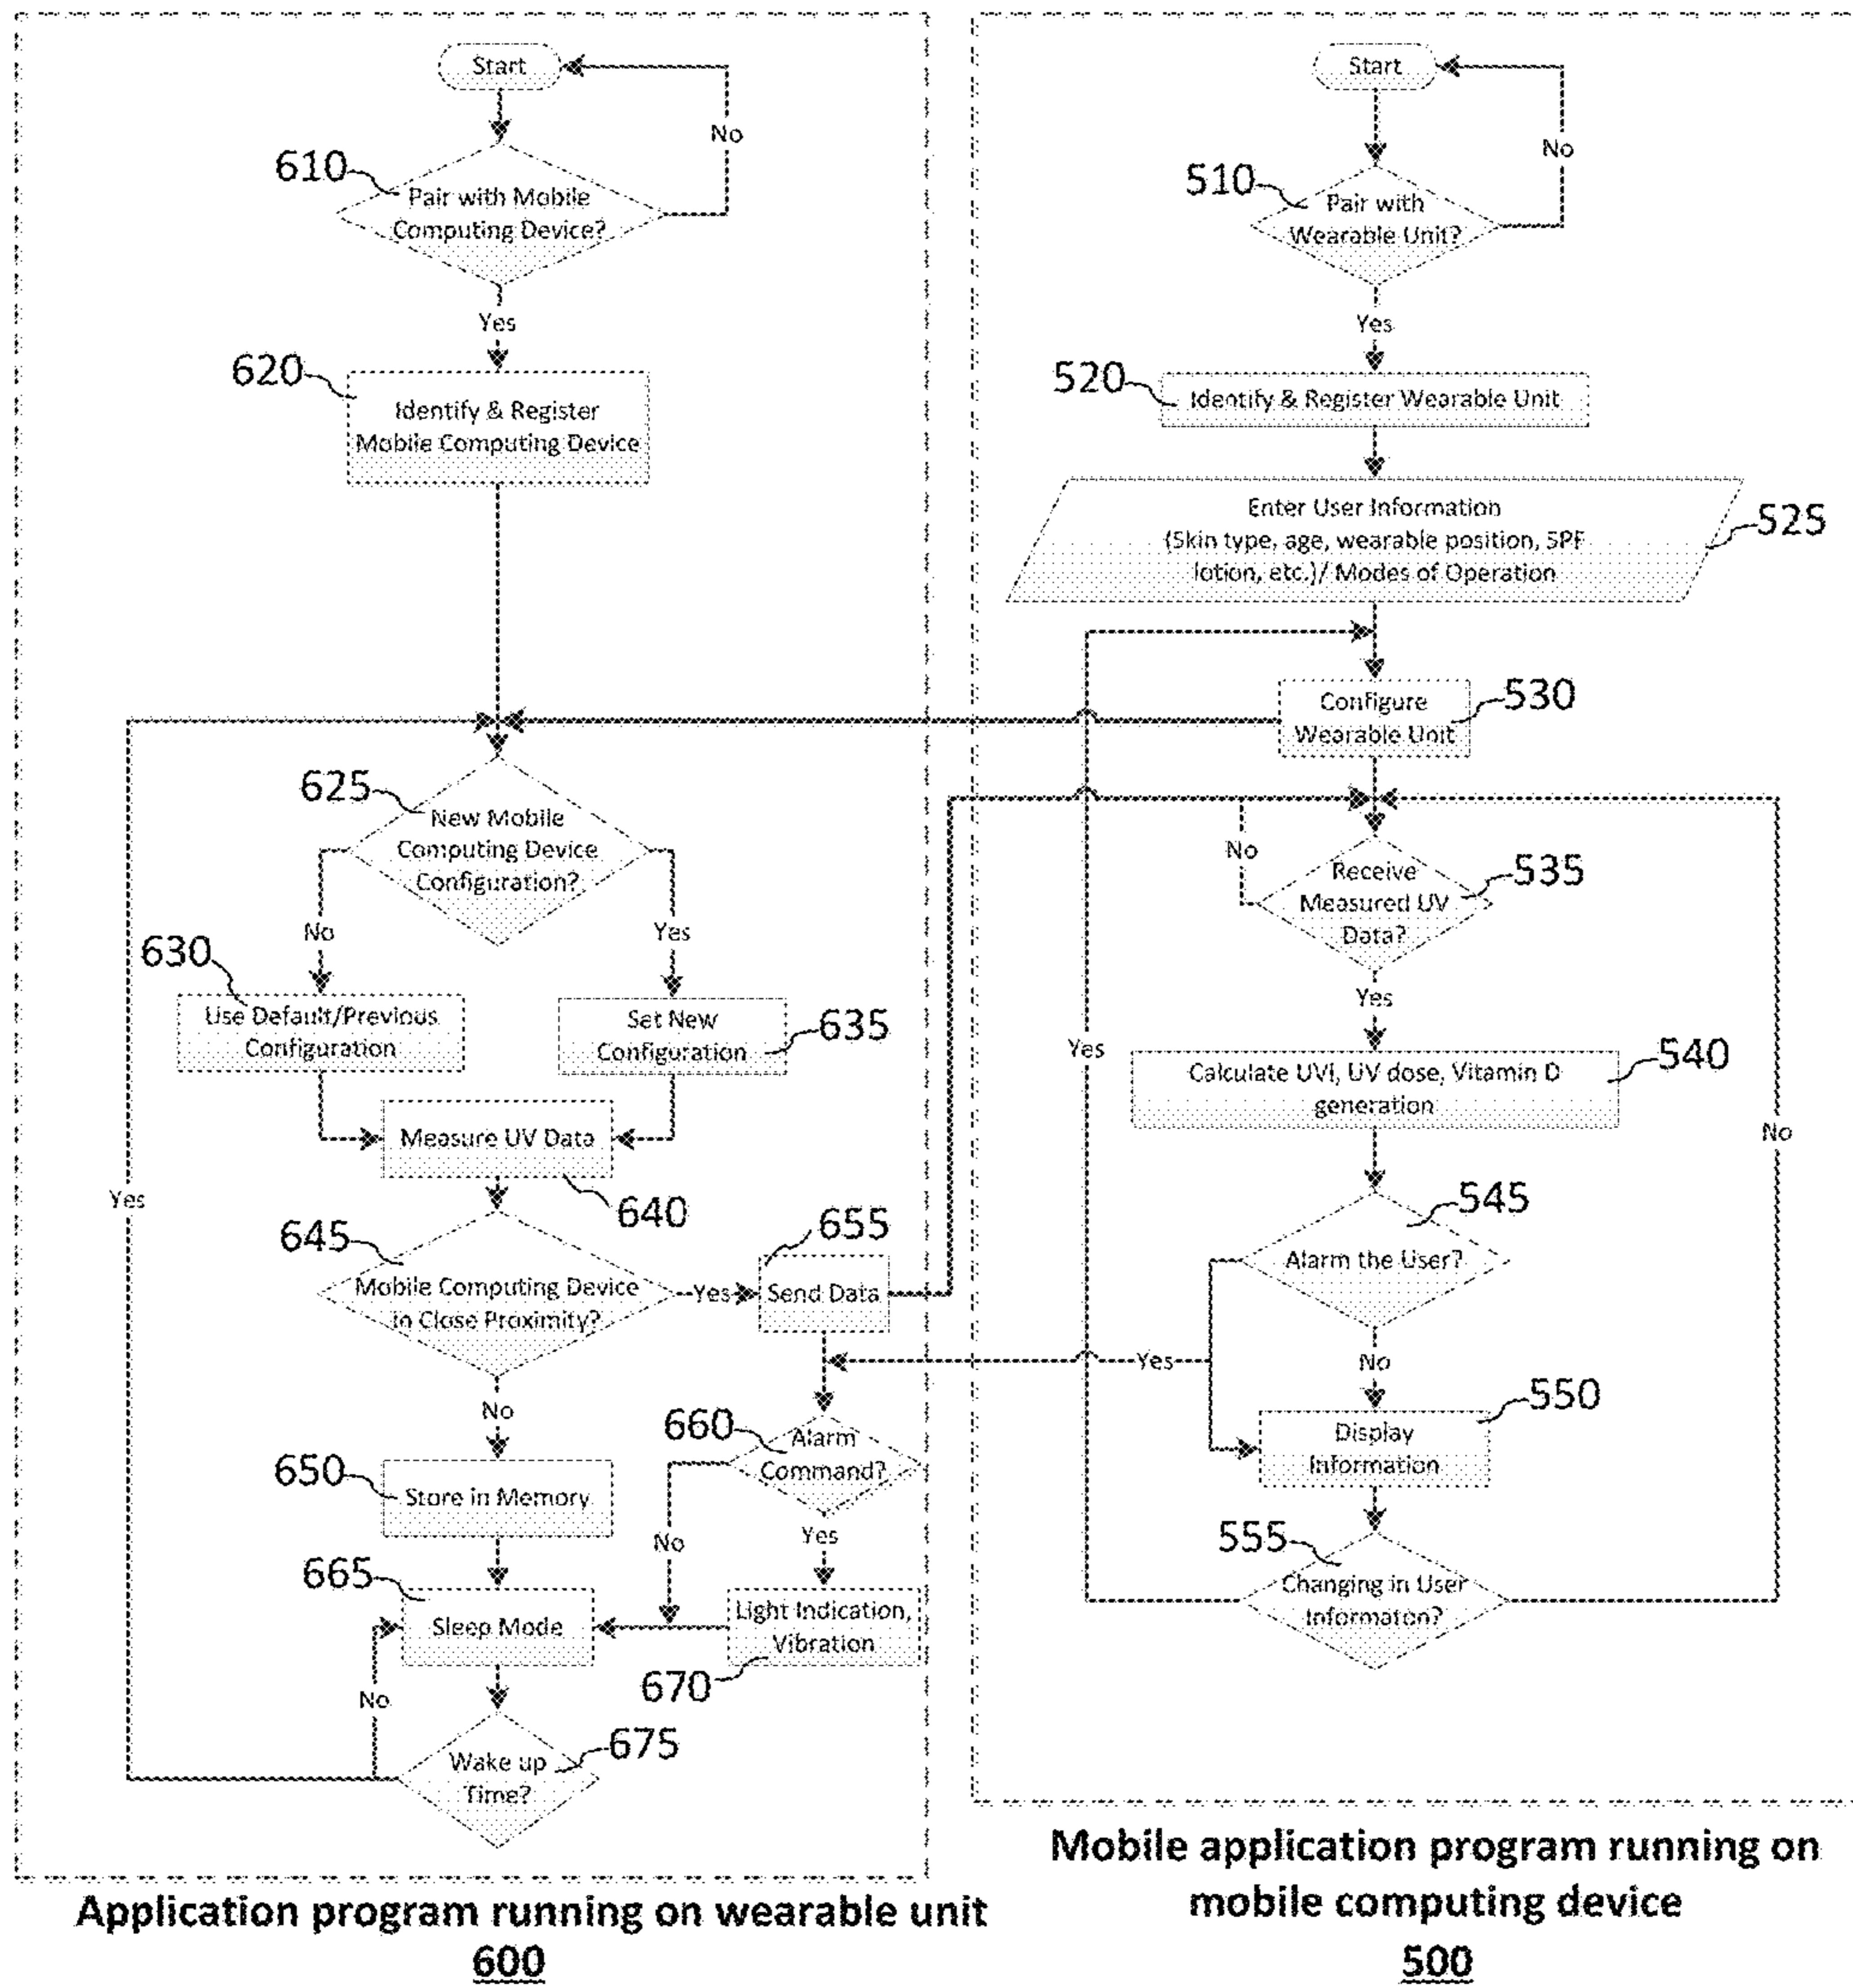 Start
No
610
Pair with Mobile
Computing Device?
Yes
620
Identify & Register
Mobile Computing Device
625
New Mobile
Computing Device
Configuration?
No
Yes
630
Use Default/Previous
Configuration
Set New
Configuration
635
Measure UV Data
640
Yes
645
Mobile Computing Device
in Close Proximity?
Yes
655
Send Data
No
660
Alarm
Command?
650
Store in Memory
No
Yes
665
Sleep Mode
Light Indication,
Vibration
670
No
Wake up
Time?
675
Application program running on wearable unit
600
Start
No
510
Pair with
Wearable Unit?
Yes
520
Identify & Register Wearable Unit
Enter User Information
(Skin type, age, wearable position, SPF
lotion, etc.)/ Modes of Operation
525
Configure
Wearable Unit
530
No
Receive
Measured UV
Data?
535
Yes
Yes
Calculate UVI, UV dose, Vitamin D
generation
540
No
545
Alarm the User?
Yes
No
550
Display
Information
555
Changing in User
Informaton?
Mobile application program running on
mobile computing device
500